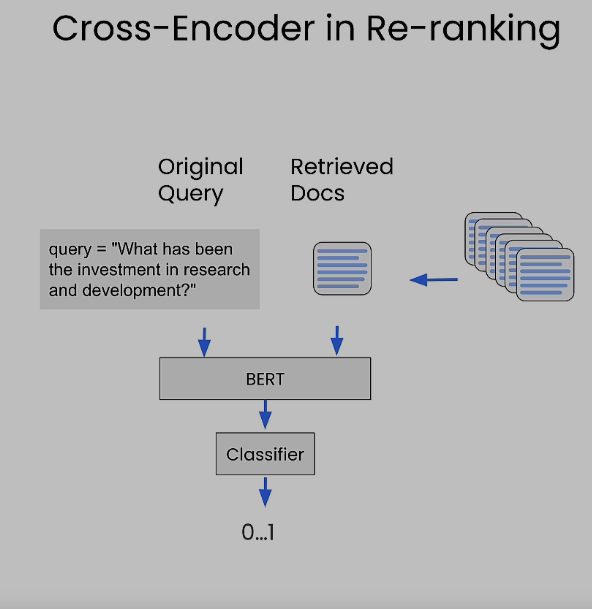 Cross-Encoder in Re-ranking
Original
Query
Retrieved
Docs
query = "What has been
the investment in research
and development?"
BERT
Classifier
0...1